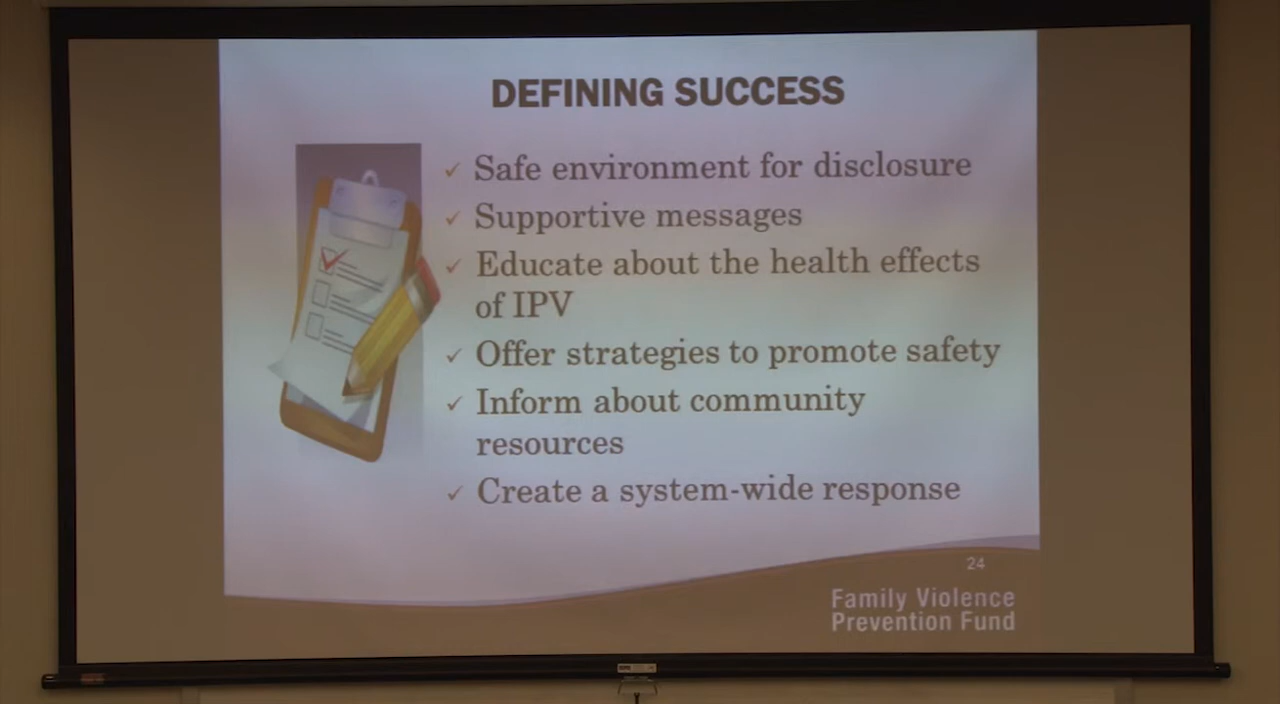 DEFINING SUCCESS
✓ Safe environment for disclosure
✓ Supportive messages
✓ Educate about the health effects
of IPV
✓ Offer strategies to promote safety
✓ Inform about community
resources
✓ Create a system-wide response
24
Family Violence
Prevention Fund